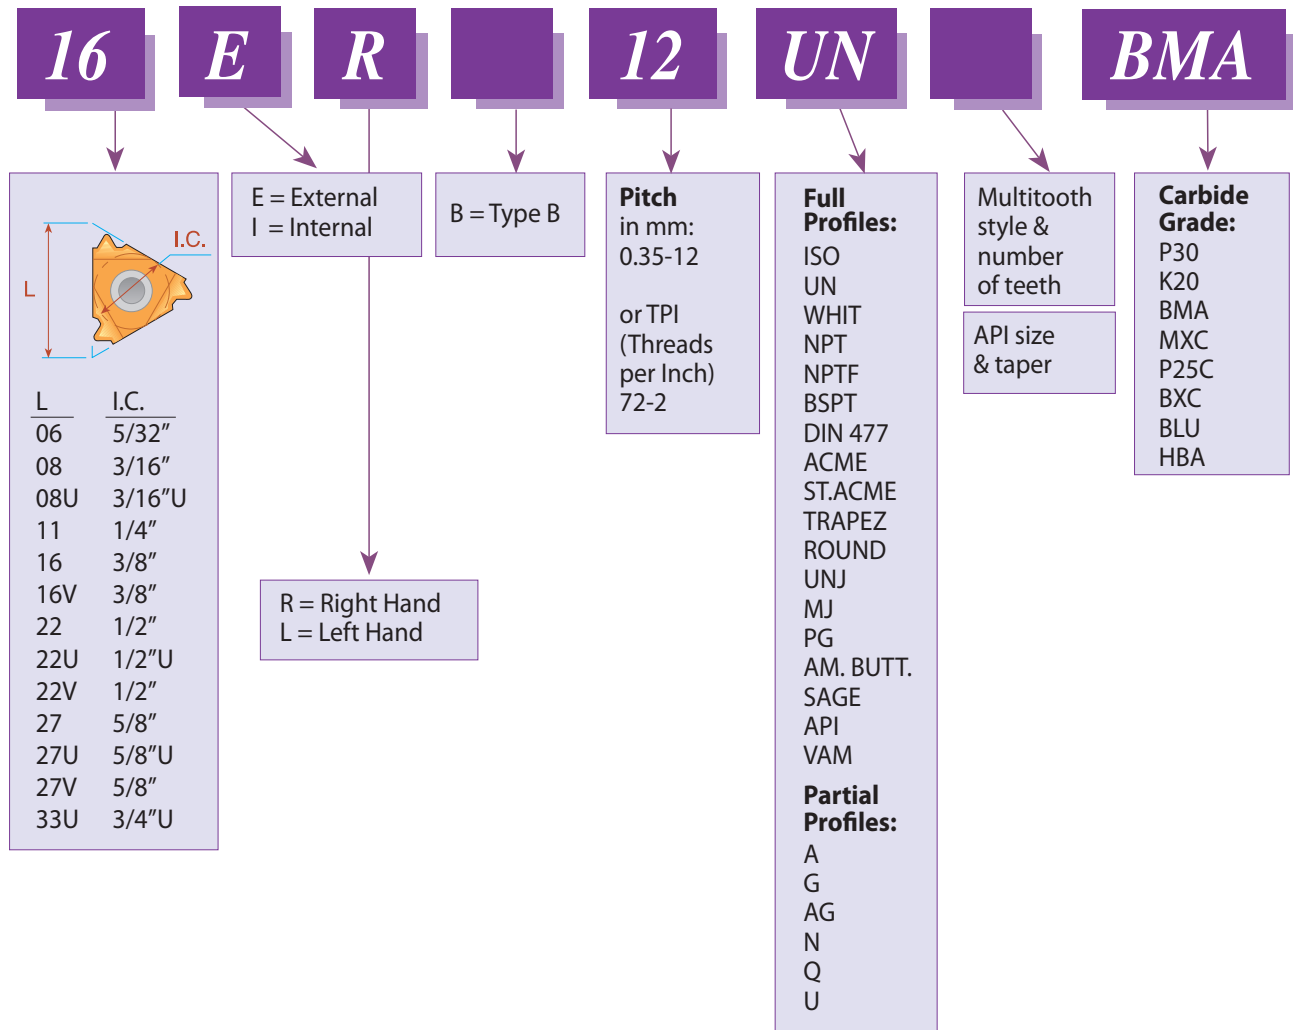 16 E R 12 UN BMA
I.C.
L
L I.C.
06 5/32”
08 3/16”
08U 3/16”U
11 1/4”
16 3/8”
16V 3/8”
22 1/2”
22U 1/2”U
22V 1/2”
27 5/8”
27U 5/8”U
27V 5/8”
33U 3/4”U
E = External
I = Internal
R = Right Hand
L = Left Hand
B = Type B
Pitch
in mm:
0.35-12
or TPI
(Threads
per Inch)
72-2
Full
Profiles:
ISO
UN
WHIT
NPT
NPTF
BSPT
DIN 477
ACME
ST.ACME
TRAPEZ
ROUND
UNJ
MJ
PG
AM. BUTT.
SAGE
API
VAM
Partial
Profiles:
A
G
AG
N
Q
U
Multitooth
style &
number
of teeth
API size
& taper
Carbide
Grade:
P30
K20
BMA
MXC
P25C
BXC
BLU
HBA